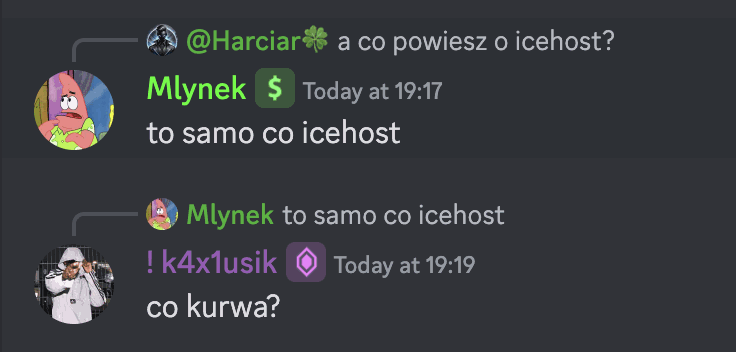 @Harciar🍀 a co powiesz o icehost?
Mlynek $ Today at 19:17
to samo co icehost
Mlynek to samo co icehost
! k4x1usik Today at 19:19
co kurwa?